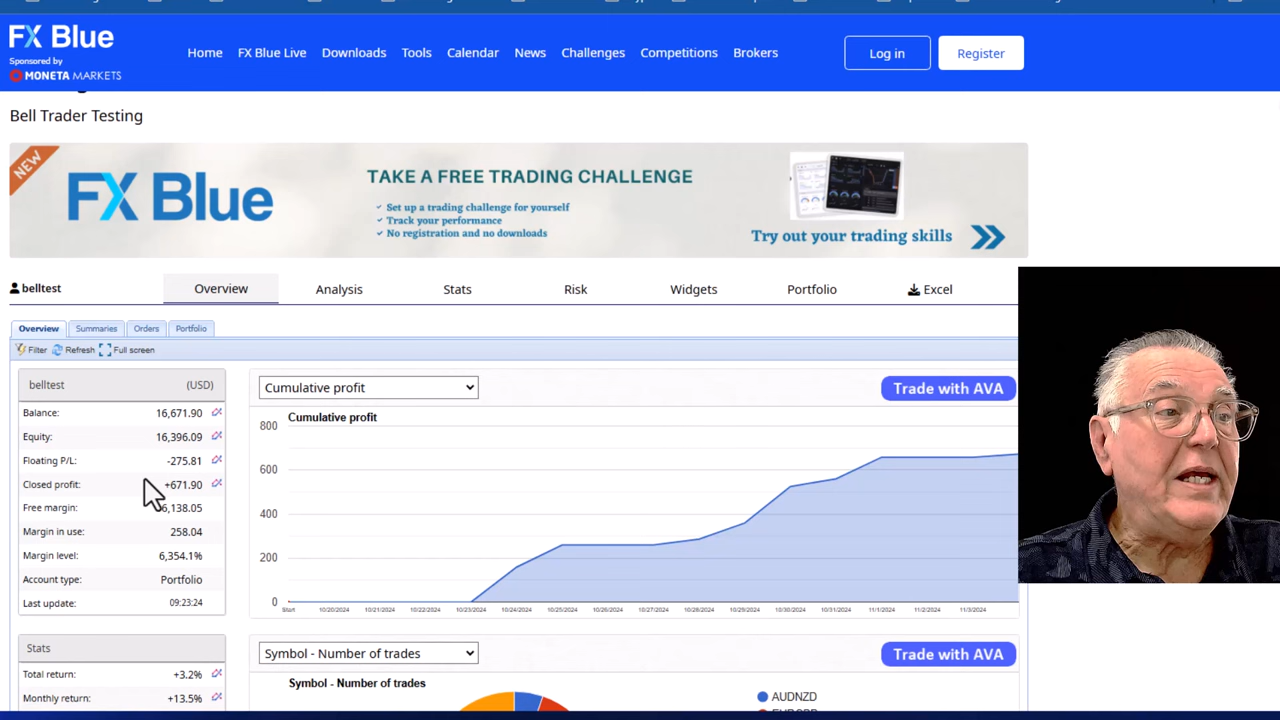 FX Blue
Sponsored by
MONETA MARKETS
Home
FX Blue Live
Downloads
Tools
Calendar
News
Challenges
Competitions
Brokers
Log in
Register
Bell Trader Testing
NEW
FX Blue
TAKE A FREE TRADING CHALLENGE
✓ Set up a trading challenge for yourself
✓ Track your performance
✓ No registration and no downloads
Try out your trading skills
belltest
Overview
Analysis
Stats
Risk
Widgets
Portfolio
Excel
Overview
Summaries
Orders
Portfolio
Filter
Refresh
Full screen
belltest (USD)
Balance: 16,671.90
Equity: 16,396.09
Floating P/L: -275.81
Closed profit: +671.90
Free margin: 6,138.05
Margin in use: 258.04
Margin level: 6,354.1%
Account type: Portfolio
Last update: 09:23:24
Stats
Total return: +3.2%
Monthly return: +13.5%
Cumulative profit
Trade with AVA
Cumulative profit
800
600
400
200
0
Start 10/20/2024 10/21/2024 10/22/2024 10/23/2024 10/24/2024 10/25/2024 10/26/2024 10/27/2024 10/28/2024 10/29/2024 10/30/2024 10/31/2024 11/1/2024 11/2/2024 11/3/2024
Symbol - Number of trades
Trade with AVA
Symbol - Number of trades
AUDNZD